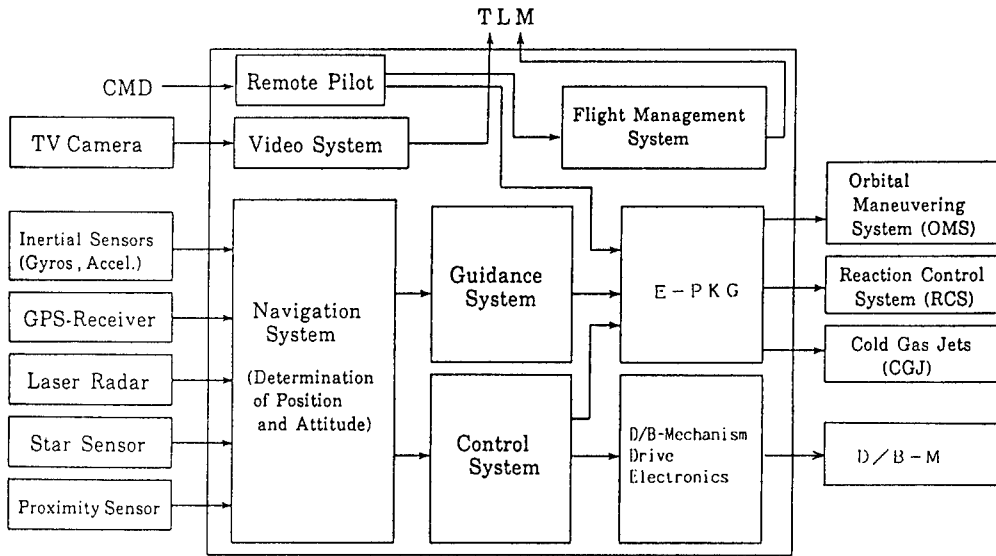 TLM
CMD
Remote Pilot
TV Camera
Video System
Flight Management
System
Inertial Sensors
(Gyros, Accel.)
GPS-Receiver
Laser Radar
Star Sensor
Proximity Sensor
Navigation
System
(Determination
of Position
and Attitude)
Guidance
System
Control
System
E-PKG
D/B-Mechanism
Drive
Electronics
Orbital
Maneuvering
System (OMS)
Reaction Control
System (RCS)
Cold Gas Jets
(CGJ)
D/B-M